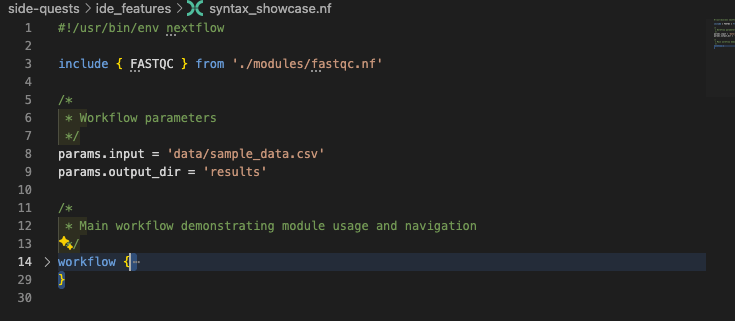 side-quests > ide_features > syntax_showcase.nf
1 #!/usr/bin/env nextflow
2
3 include { FASTQC } from './modules/fastqc.nf'
4
5 /*
6 * Workflow parameters
7 */
8 params.input = 'data/sample_data.csv'
9 params.output_dir = 'results'
10
11 /*
12 * Main workflow demonstrating module usage and navigation
13 */
14 > workflow {⋯
29 }
30